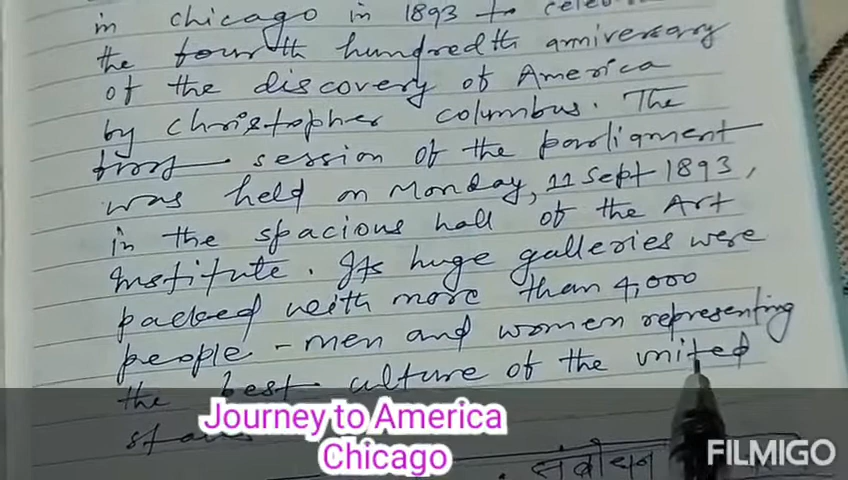 in chicago in 1893 to celeb
the fourth hundredth anniversary
of the discovery of America
by christopher columbus. The
first session of the parliament
was held on Monday, 11 Sept 1893,
in the spacious hall of the Art
Institute. Its huge galleries were
packed with more than 4,000
people - men and women representing
the best culture of the united
Journey to America
Chicago
संबोधन
FILMIGO